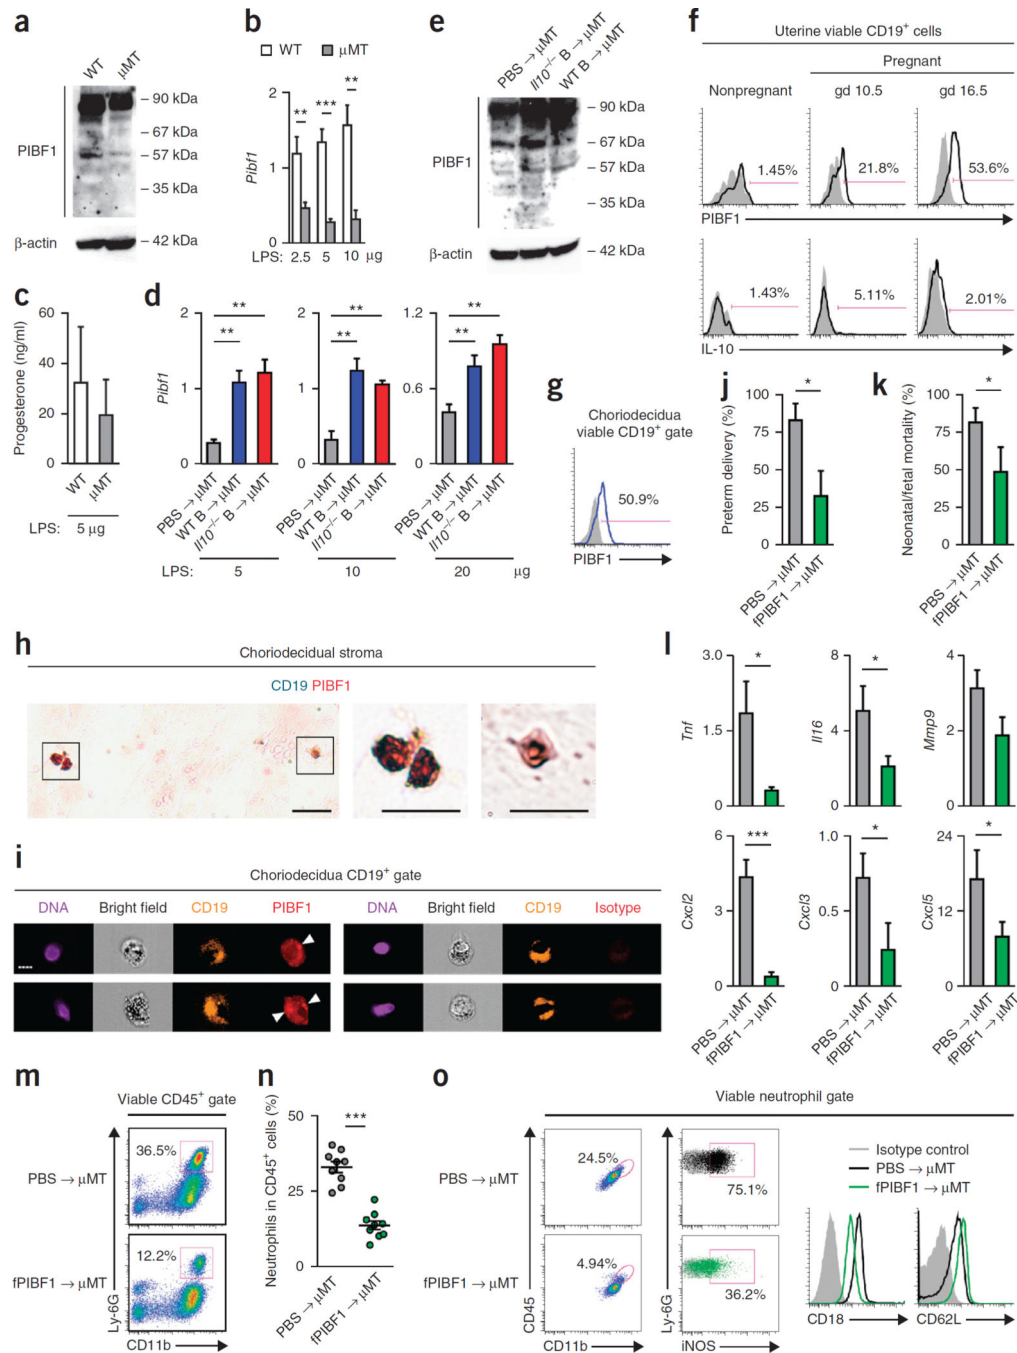 a
WT
μMT
PIBF1
– 90 kDa
– 67 kDa
– 57 kDa
– 35 kDa
β-actin
– 42 kDa
b
WT
μMT
Pibf1
2
1
0
**
***
**
LPS: 2.5 5 10 μg
c
Progesterone (ng/ml)
60
40
20
0
WT
μMT
LPS: 5 μg
d
Pibf1
2
1
0
**
**
2
1
0
**
**
1.2
0.6
0
**
**
PBS → μMT
WT B → μMT
Il10–/– B → μMT
PBS → μMT
WT B → μMT
Il10–/– B → μMT
PBS → μMT
WT B → μMT
Il10–/– B → μMT
LPS: 5 10 20 μg
e
PBS → μMT
Il10–/– B → μMT
WT B → μMT
PIBF1
– 90 kDa
– 67 kDa
– 57 kDa
– 35 kDa
β-actin
– 42 kDa
f
Uterine viable CD19+ cells
Pregnant
Nonpregnant gd 10.5 gd 16.5
1.45% 21.8% 53.6%
PIBF1
1.43% 5.11% 2.01%
IL-10
g
Choriodecidua
viable CD19+ gate
50.9%
PIBF1
j
Preterm delivery (%)
100
75
50
25
0
*
PBS → μMT
fPIBF1 → μMT
k
Neonatal/fetal mortality (%)
100
75
50
25
0
*
PBS → μMT
fPIBF1 → μMT
h
Choriodecidual stroma
CD19 PIBF1
i
Choriodecidua CD19+ gate
DNA Bright field CD19 PIBF1 DNA Bright field CD19 Isotype
l
Tnf
3.0
1.5
0
*
Il16
8
4
0
*
Mmp9
4
2
0
Cxcl2
6
3
0
***
Cxcl3
1.0
0.5
0
*
Cxcl5
24
12
0
*
PBS → μMT
fPIBF1 → μMT
PBS → μMT
fPIBF1 → μMT
PBS → μMT
fPIBF1 → μMT
m
Viable CD45+ gate
PBS → μMT
36.5%
fPIBF1 → μMT
12.2%
Ly-6G
CD11b
n
Neutrophils in CD45+ cells (%)
50
25
0
***
PBS → μMT
fPIBF1 → μMT
o
Viable neutrophil gate
PBS → μMT
24.5%
75.1%
fPIBF1 → μMT
4.94%
36.2%
CD45
CD11b
Ly-6G
iNOS
Isotype control
PBS → μMT
fPIBF1 → μMT
CD18
CD62L